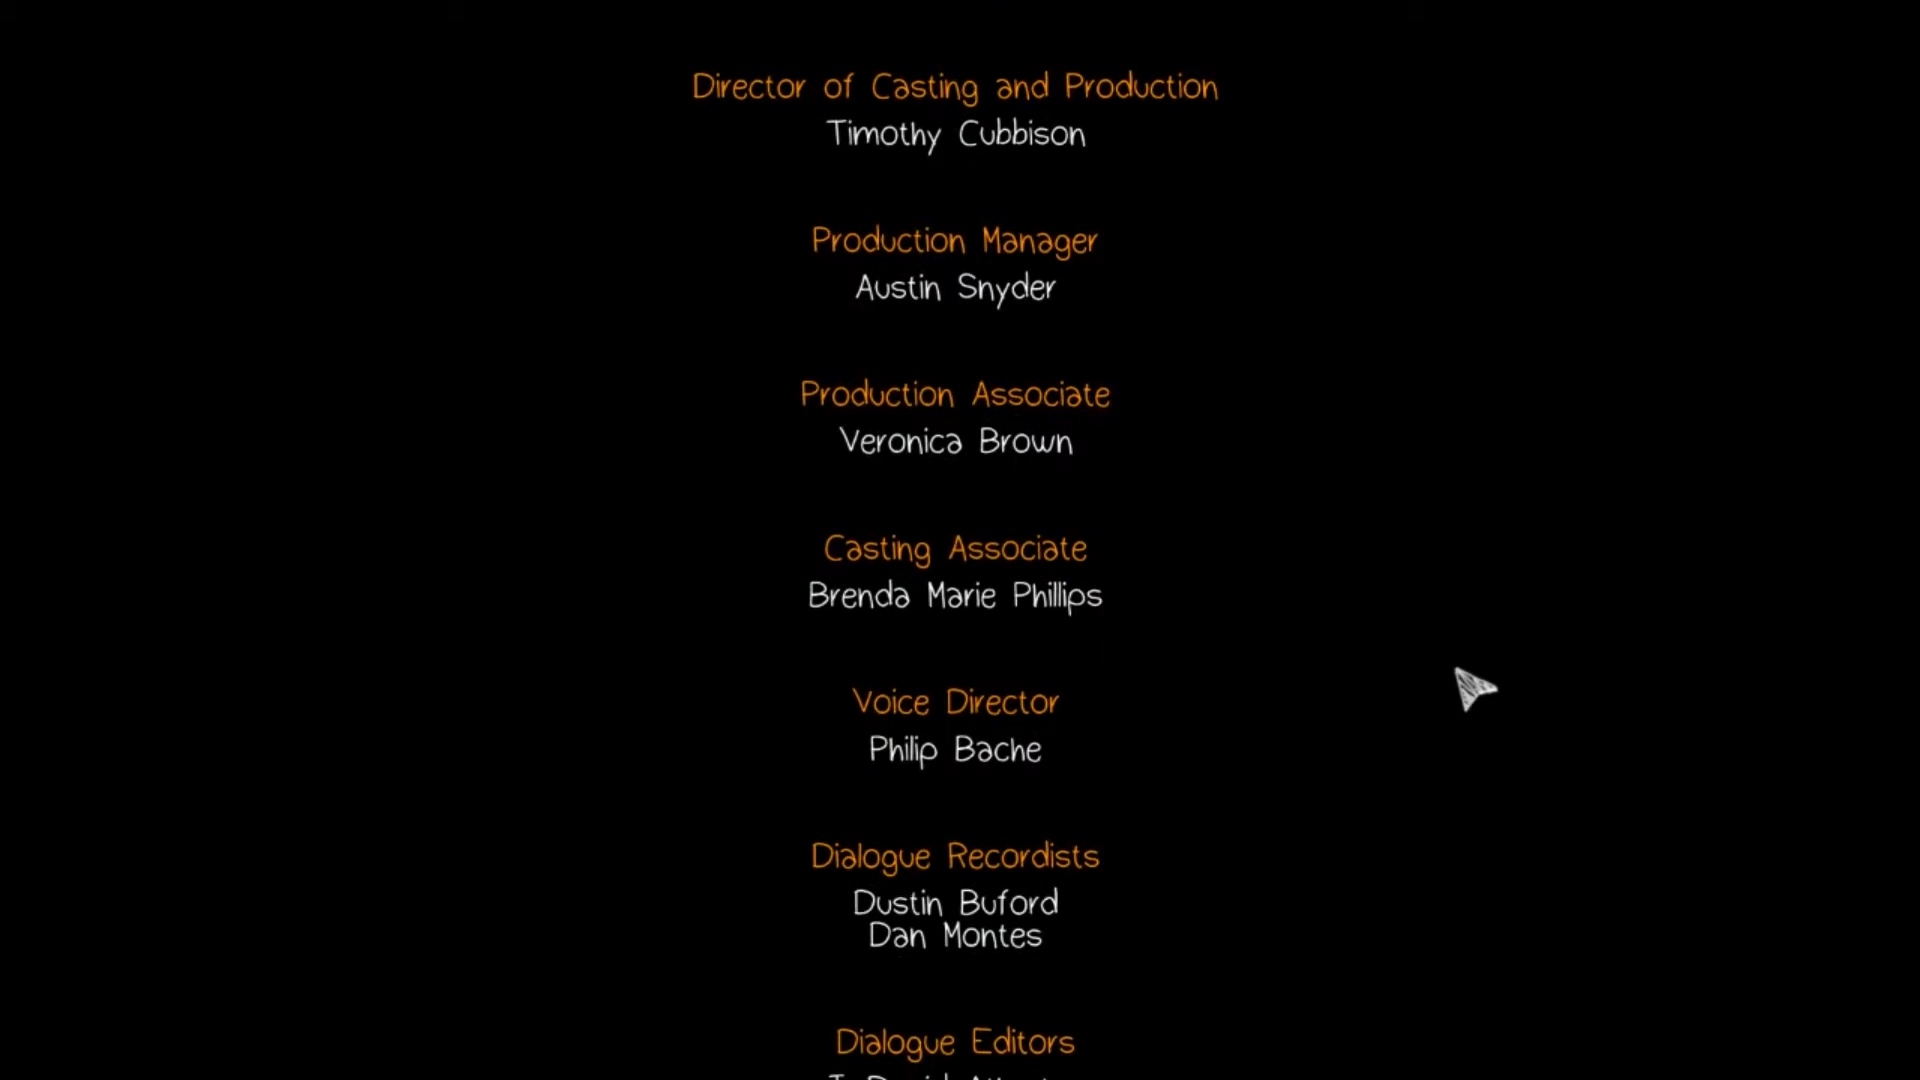 Director of Casting and Production
Timothy Cubbison
Production Manager
Austin Snyder
Production Associate
Veronica Brown
Casting Associate
Brenda Marie Phillips
Voice Director
Philip Bache
Dialogue Recordists
Dustin Buford
Dan Montes
Dialogue Editors